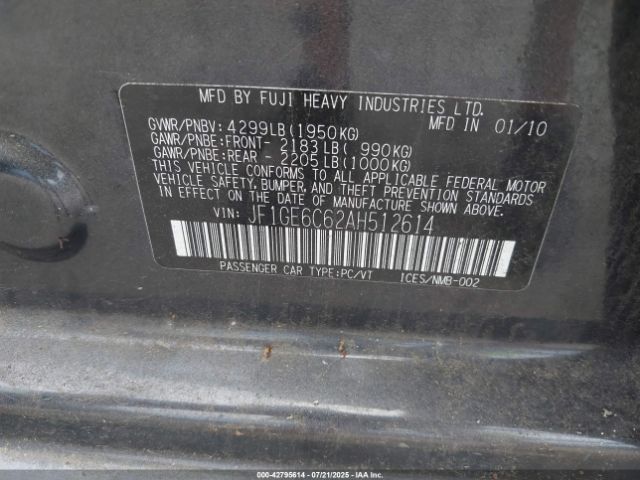 MFD BY FUJI HEAVY INDUSTRIES LTD.
GVWR/PNBV: 4299LB(1950KG) MFD IN 01/10
GAWR/PNBE:FRONT- 2183LB( 990KG)
GAWR/PNBE:REAR - 2205LB(1000KG)
THIS VEHICLE CONFORMS TO ALL APPLICABLE FEDERAL MOTOR
VEHICLE SAFETY, BUMPER, AND THEFT PREVENTION STANDARDS
IN EFFECT ON THE DATE OF MANUFACTURE SHOWN ABOVE.
VIN: JF1GE6C62AH512614
PASSENGER CAR TYPE:PC/VT ICES/NMB-002
000-42795614 - 07/21/2025 - IAAI.com